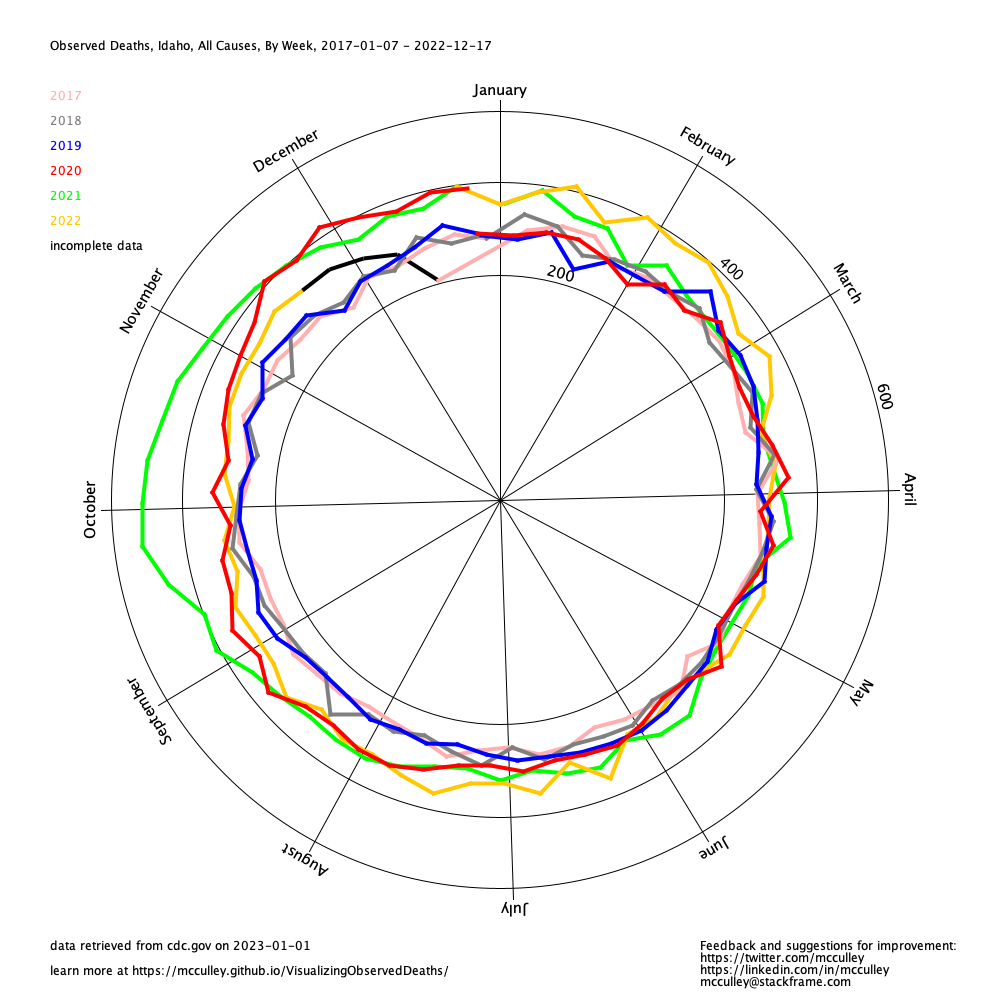 Observed Deaths, Idaho, All Causes, By Week, 2017-01-07 - 2022-12-17
January
2017
2018
2019
2020
2021
2022
incomplete data
December
February
November
March
200
400
600
October
April
September
May
August
June
July
data retrieved from cdc.gov on 2023-01-01
learn more at https://mcculley.github.io/VisualizingObservedDeaths/
Feedback and suggestions for improvement:
https://twitter.com/mcculley
https://linkedin.com/in/mcculley
mcculley@stackframe.com